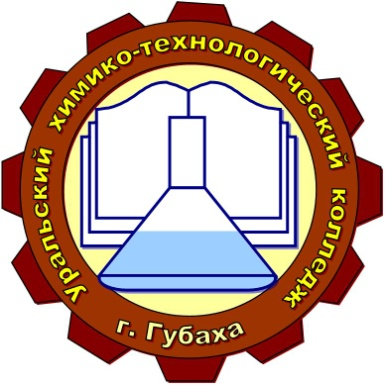 Уральский химико-технологический колледж
г. Губаха